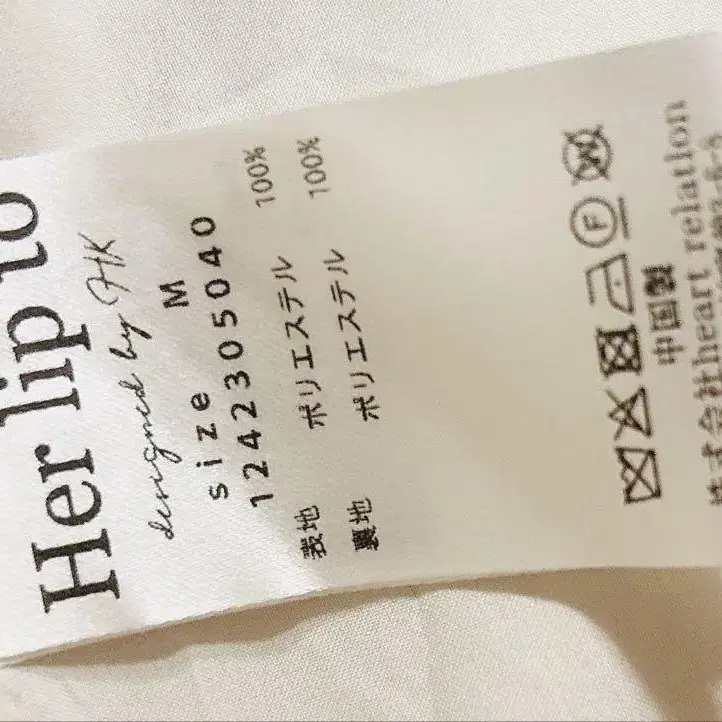 Her lip to
designed by HK
size M
1242305040
表地 ポリエステル 100%
裏地 ポリエステル 100%
F W
中国製
株式会社heart relation